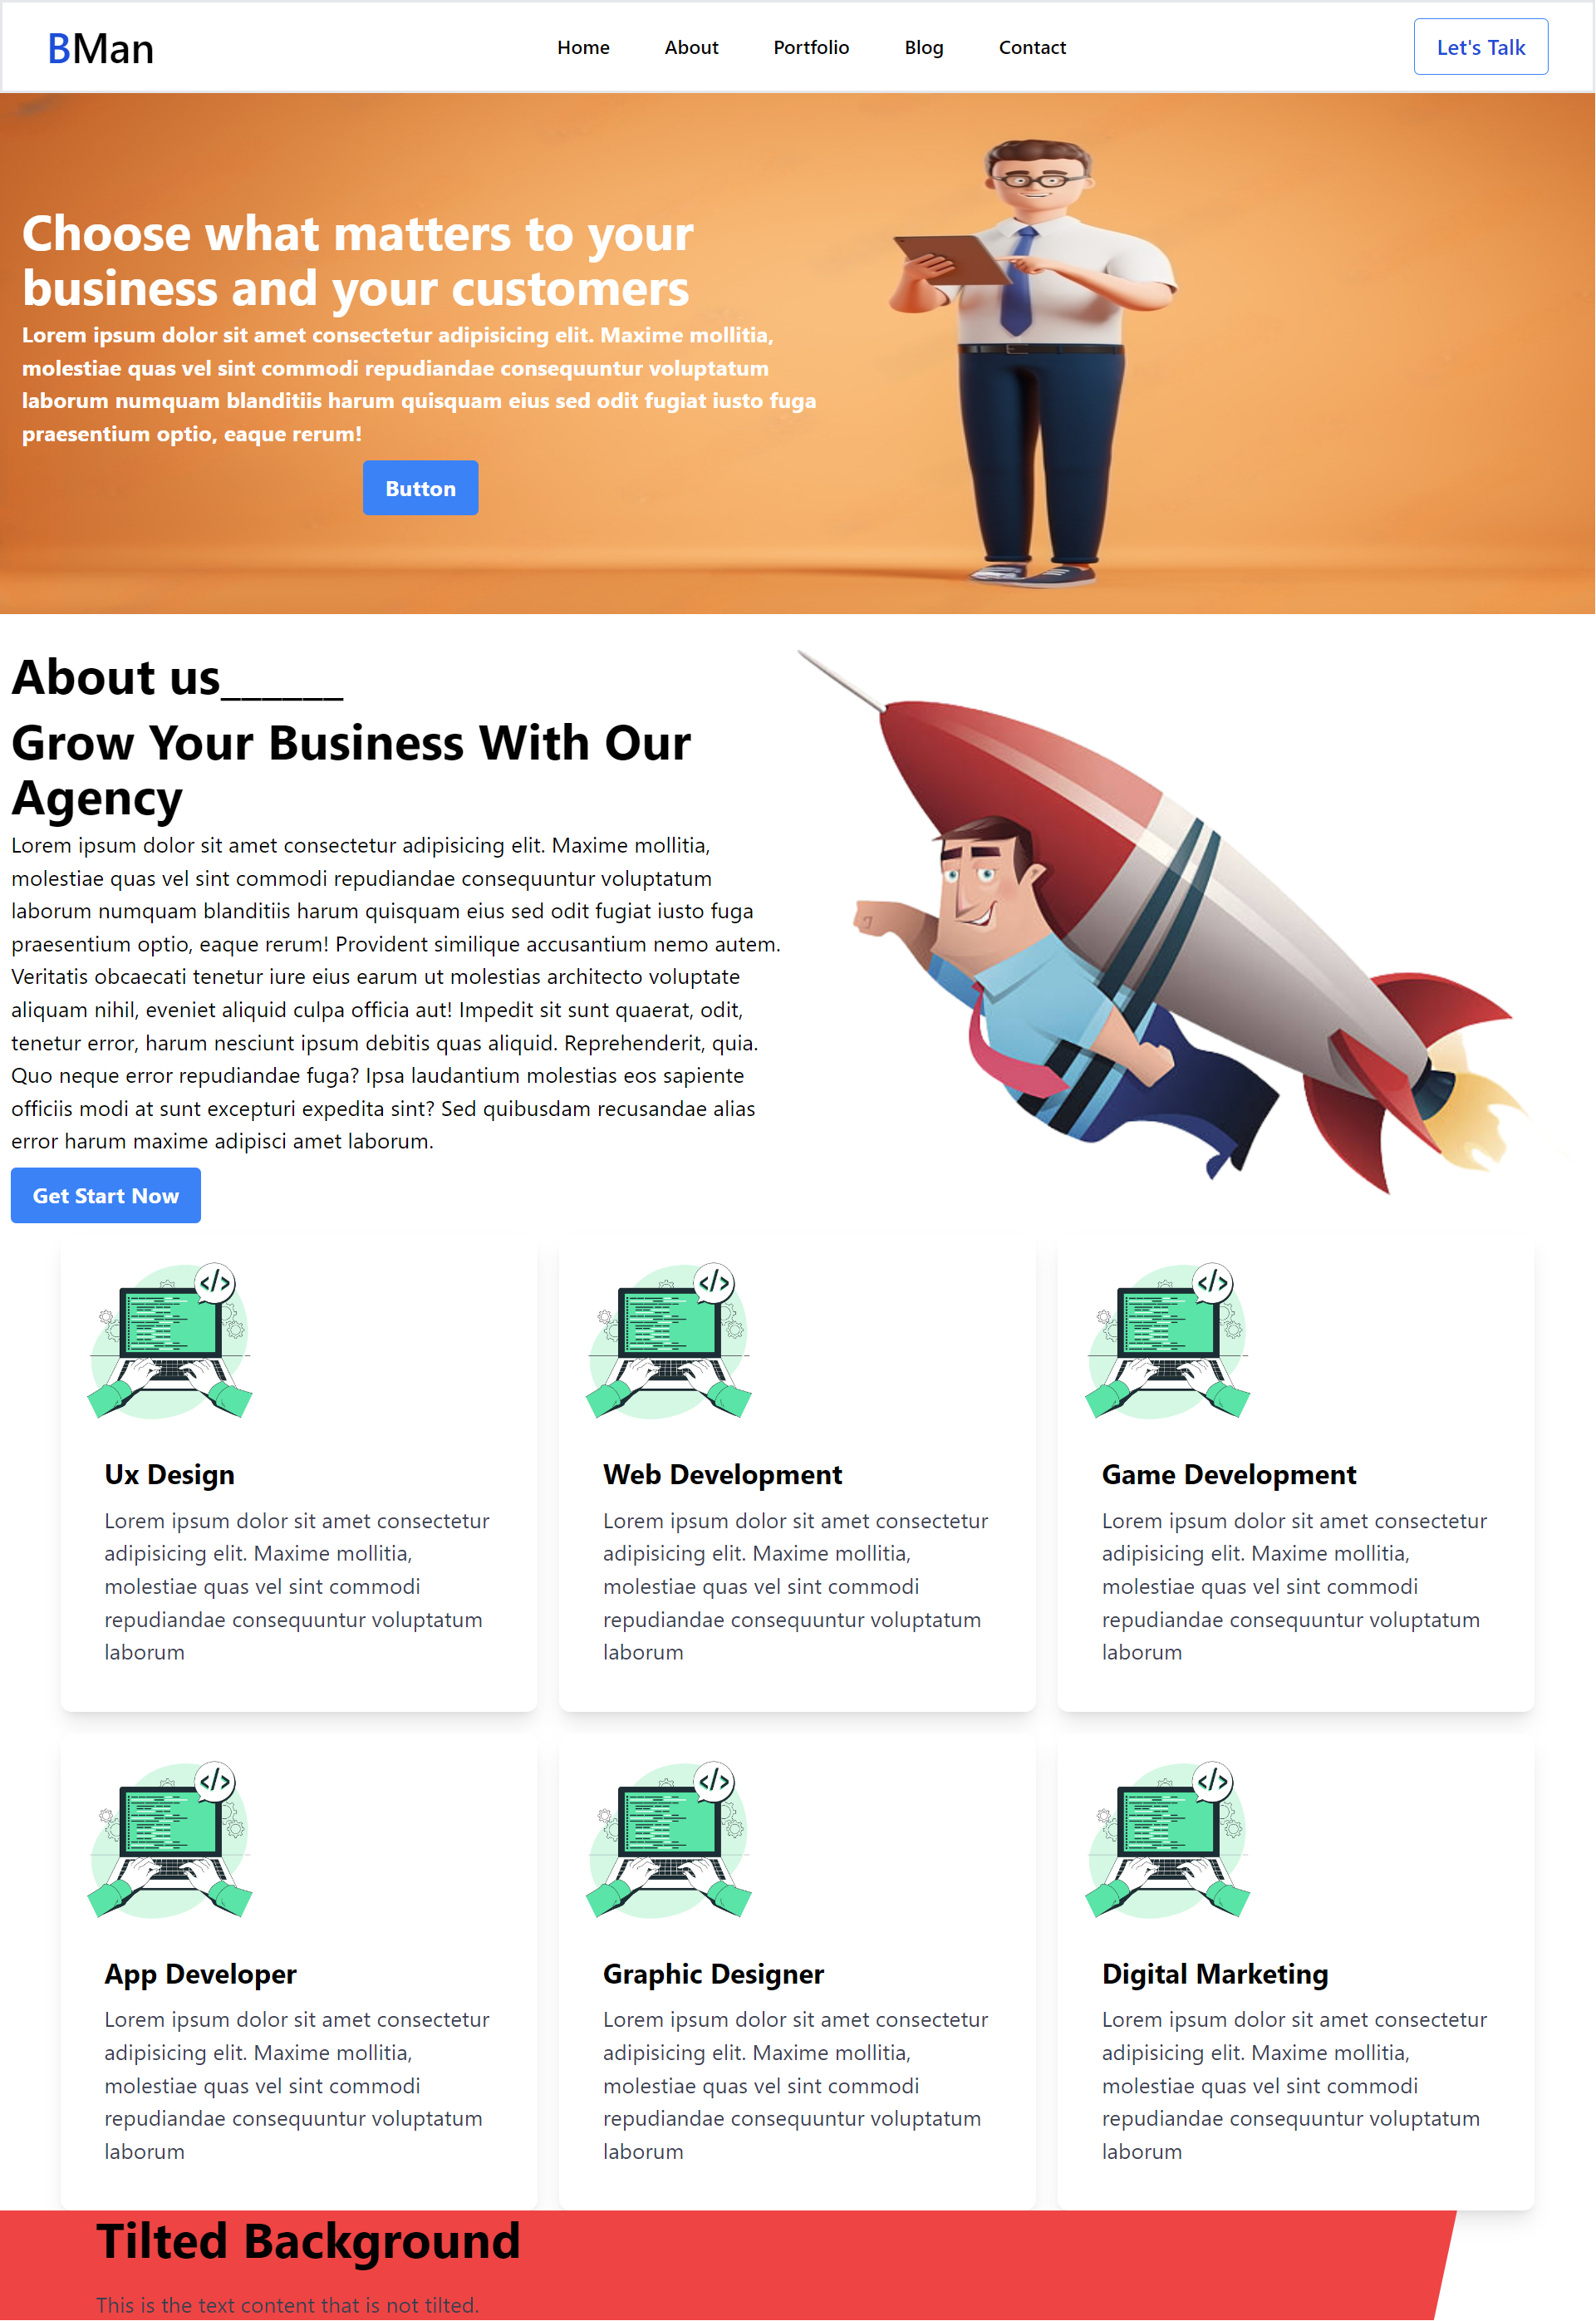 BMan
Home About Portfolio Blog Contact
Let's Talk
Choose what matters to your
business and your customers
Lorem ipsum dolor sit amet consectetur adipisicing elit. Maxime mollitia,
molestiae quas vel sint commodi repudiandae consequuntur voluptatum
laborum numquam blanditiis harum quisquam eius sed odit fugiat iusto fuga
praesentium optio, eaque rerum!
Button
About us______
Grow Your Business With Our
Agency
Lorem ipsum dolor sit amet consectetur adipisicing elit. Maxime mollitia,
molestiae quas vel sint commodi repudiandae consequuntur voluptatum
laborum numquam blanditiis harum quisquam eius sed odit fugiat iusto fuga
praesentium optio, eaque rerum! Provident similique accusantium nemo autem.
Veritatis obcaecati tenetur iure eius earum ut molestias architecto voluptate
aliquam nihil, eveniet aliquid culpa officia aut! Impedit sit sunt quaerat, odit,
tenetur error, harum nesciunt ipsum debitis quas aliquid. Reprehenderit, quia.
Quo neque error repudiandae fuga? Ipsa laudantium molestias eos sapiente
officiis modi at sunt excepturi expedita sint? Sed quibusdam recusandae alias
error harum maxime adipisci amet laborum.
Get Start Now
</>
Ux Design
Lorem ipsum dolor sit amet consectetur
adipisicing elit. Maxime mollitia,
molestiae quas vel sint commodi
repudiandae consequuntur voluptatum
laborum
</>
Web Development
Lorem ipsum dolor sit amet consectetur
adipisicing elit. Maxime mollitia,
molestiae quas vel sint commodi
repudiandae consequuntur voluptatum
laborum
</>
Game Development
Lorem ipsum dolor sit amet consectetur
adipisicing elit. Maxime mollitia,
molestiae quas vel sint commodi
repudiandae consequuntur voluptatum
laborum
</>
App Developer
Lorem ipsum dolor sit amet consectetur
adipisicing elit. Maxime mollitia,
molestiae quas vel sint commodi
repudiandae consequuntur voluptatum
laborum
</>
Graphic Designer
Lorem ipsum dolor sit amet consectetur
adipisicing elit. Maxime mollitia,
molestiae quas vel sint commodi
repudiandae consequuntur voluptatum
laborum
</>
Digital Marketing
Lorem ipsum dolor sit amet consectetur
adipisicing elit. Maxime mollitia,
molestiae quas vel sint commodi
repudiandae consequuntur voluptatum
laborum
Tilted Background
This is the text content that is not tilted.